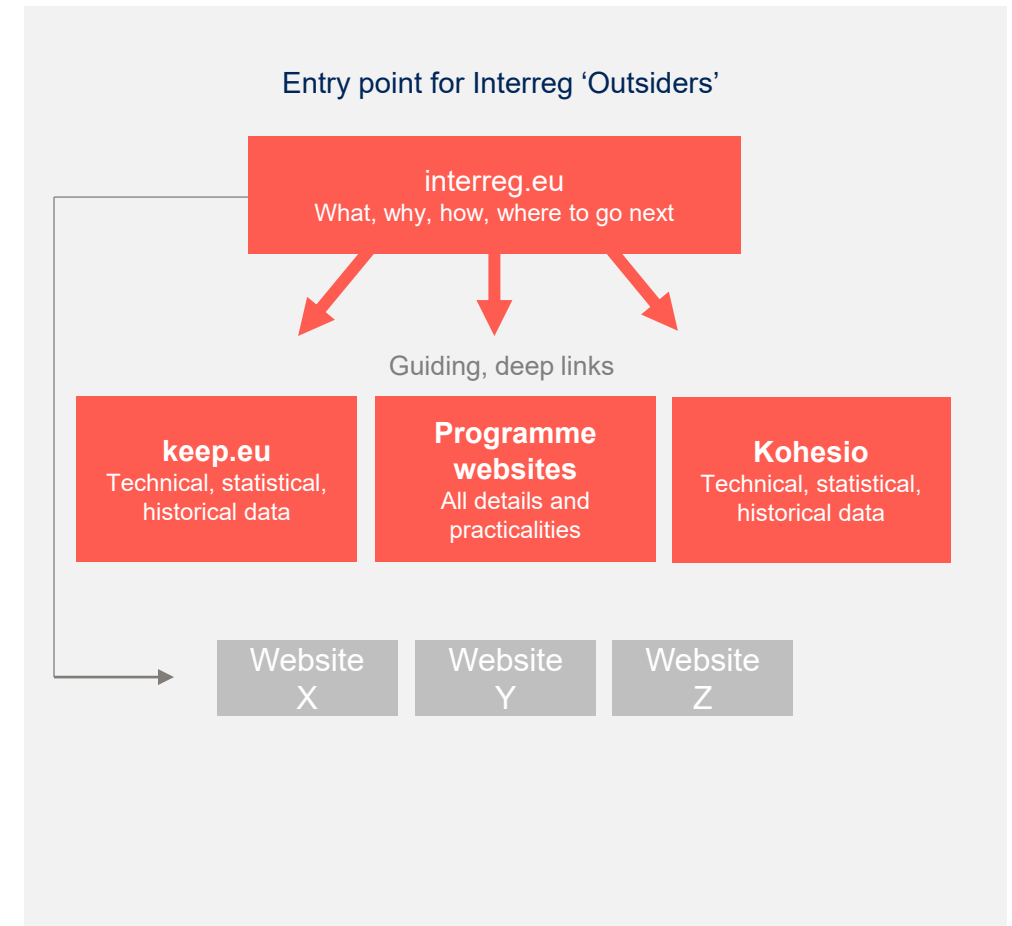 Entry point for Interreg ‘Outsiders’
interreg.eu
What, why, how, where to go next
Guiding, deep links
keep.eu
Technical, statistical,
historical data
Programme
websites
All details and
practicalities
Kohesio
Technical, statistical,
historical data
Website
X
Website
Y
Website
Z